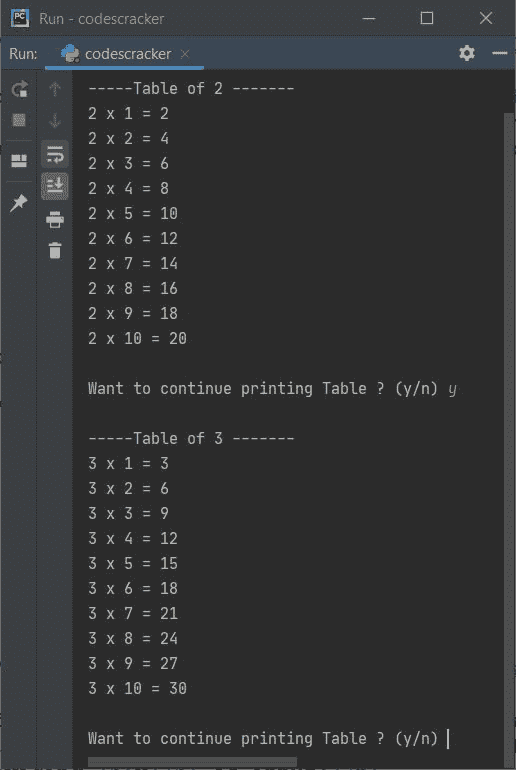 PC
Run - codescracker
Run: codescracker
-----Table of 2 -------
2 x 1 = 2
2 x 2 = 4
2 x 3 = 6
2 x 4 = 8
2 x 5 = 10
2 x 6 = 12
2 x 7 = 14
2 x 8 = 16
2 x 9 = 18
2 x 10 = 20
Want to continue printing Table ? (y/n) y
-----Table of 3 -------
3 x 1 = 3
3 x 2 = 6
3 x 3 = 9
3 x 4 = 12
3 x 5 = 15
3 x 6 = 18
3 x 7 = 21
3 x 8 = 24
3 x 9 = 27
3 x 10 = 30
Want to continue printing Table ? (y/n)